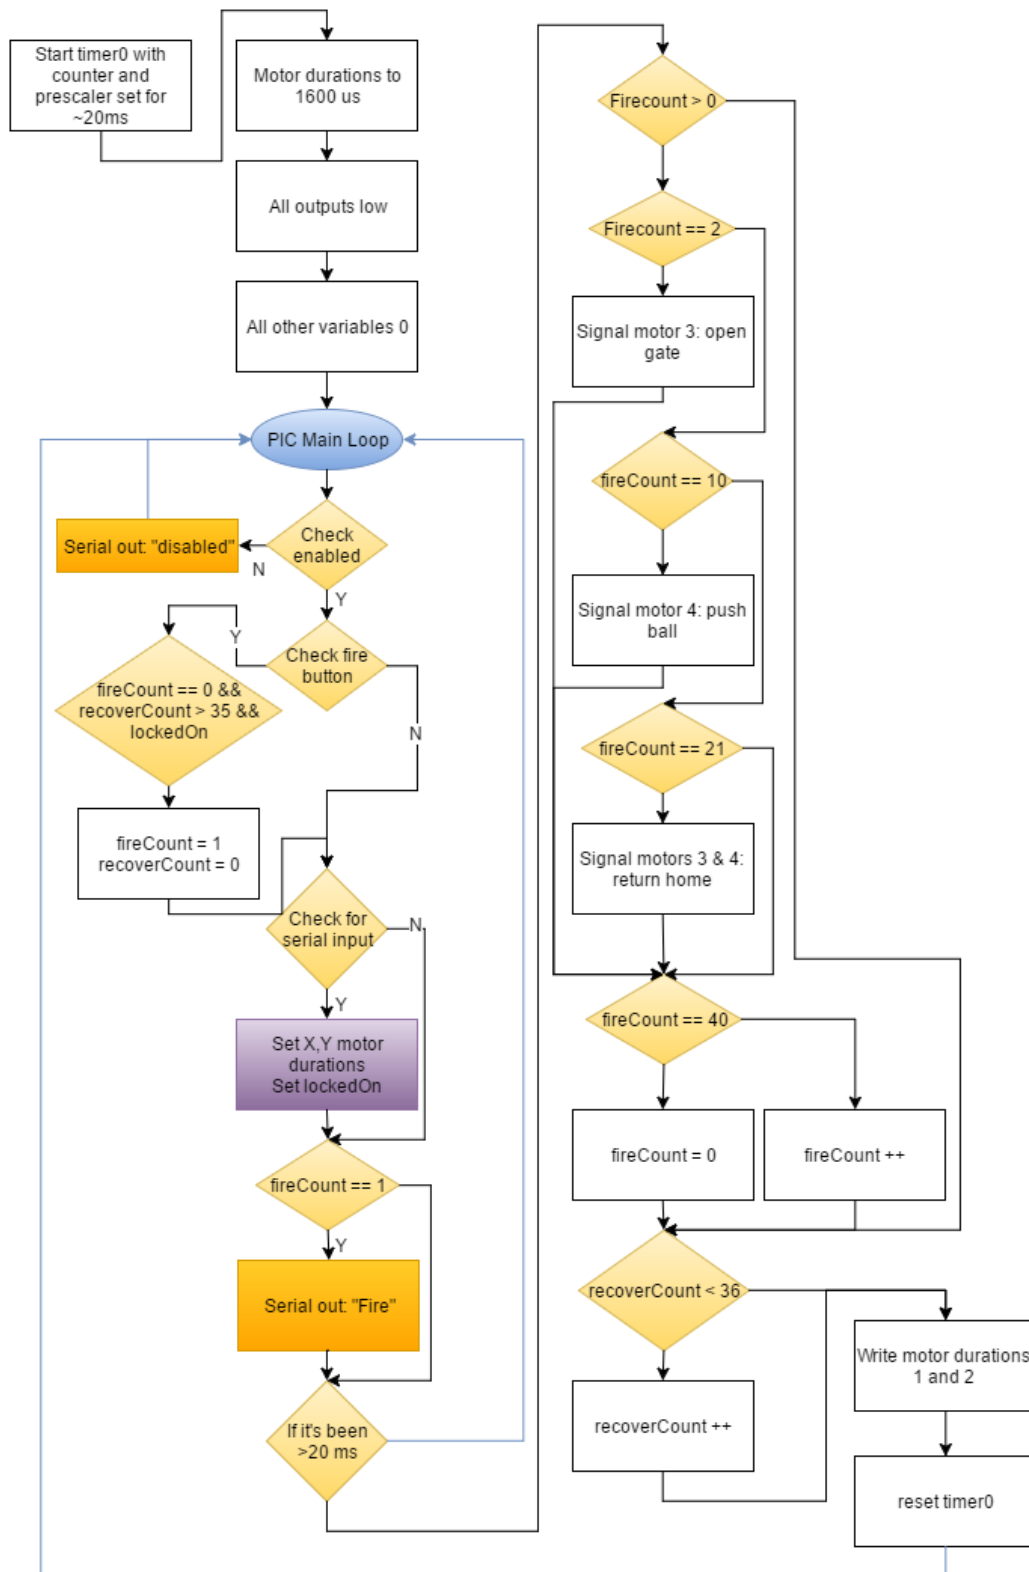 Start timer0 with
counter and
prescaler set for
~20ms
Motor durations to
1600 us
All outputs low
All other variables 0
PIC Main Loop
Check
enabled
N
Serial out: "disabled"
Y
Check fire
button
Y
N
fireCount == 0 &&
recoverCount > 35 &&
lockedOn
fireCount = 1
recoverCount = 0
Check for
serial input
N
Y
Set X,Y motor
durations
Set lockedOn
fireCount == 1
Y
Serial out: "Fire"
If it's been
>20 ms
Firecount > 0
Firecount == 2
Signal motor 3: open
gate
fireCount == 10
Signal motor 4: push
ball
fireCount == 21
Signal motors 3 & 4:
return home
fireCount == 40
fireCount = 0
fireCount ++
recoverCount < 36
recoverCount ++
Write motor durations
1 and 2
reset timer0